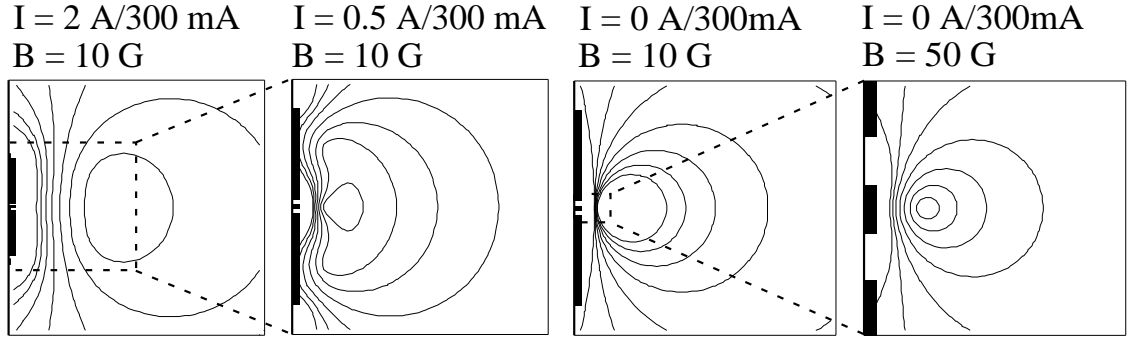 I = 2 A/300 mA
B = 10 G
I = 0.5 A/300 mA
B = 10 G
I = 0 A/300mA
B = 10 G
I = 0 A/300mA
B = 50 G